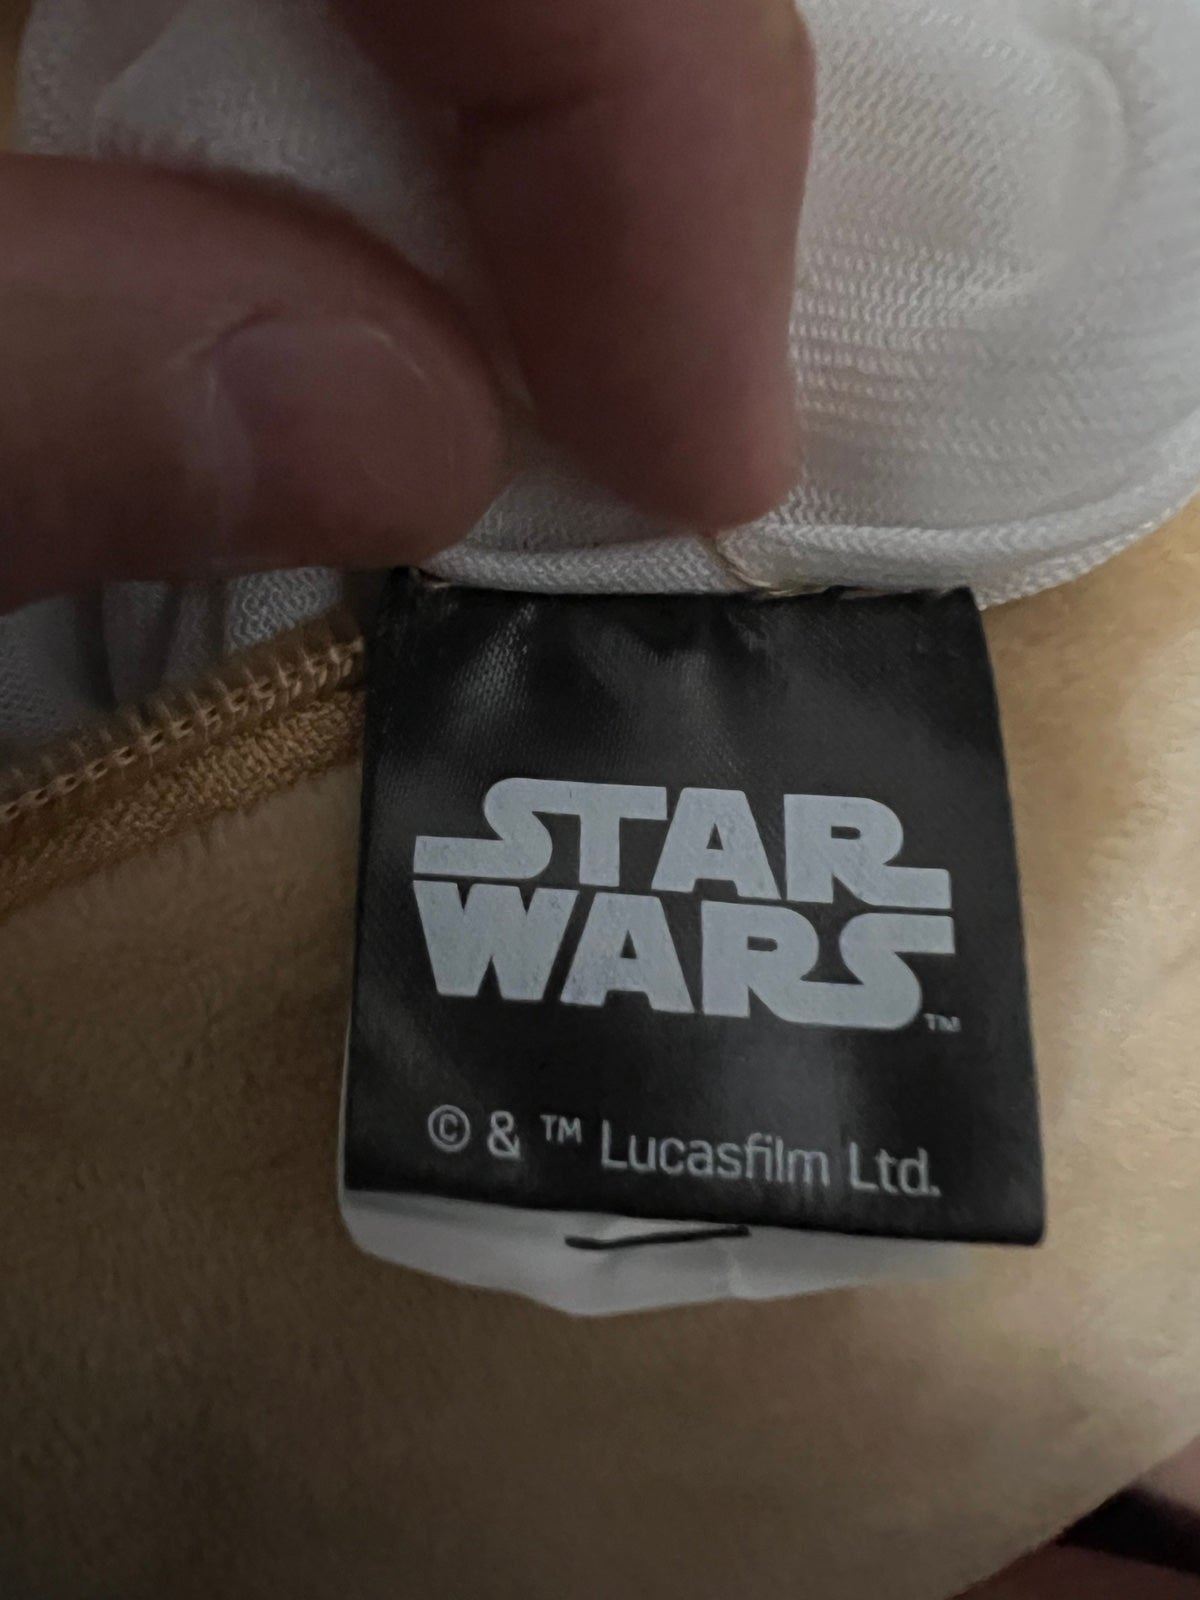 STAR
WARS™
© & ™ Lucasfilm Ltd.